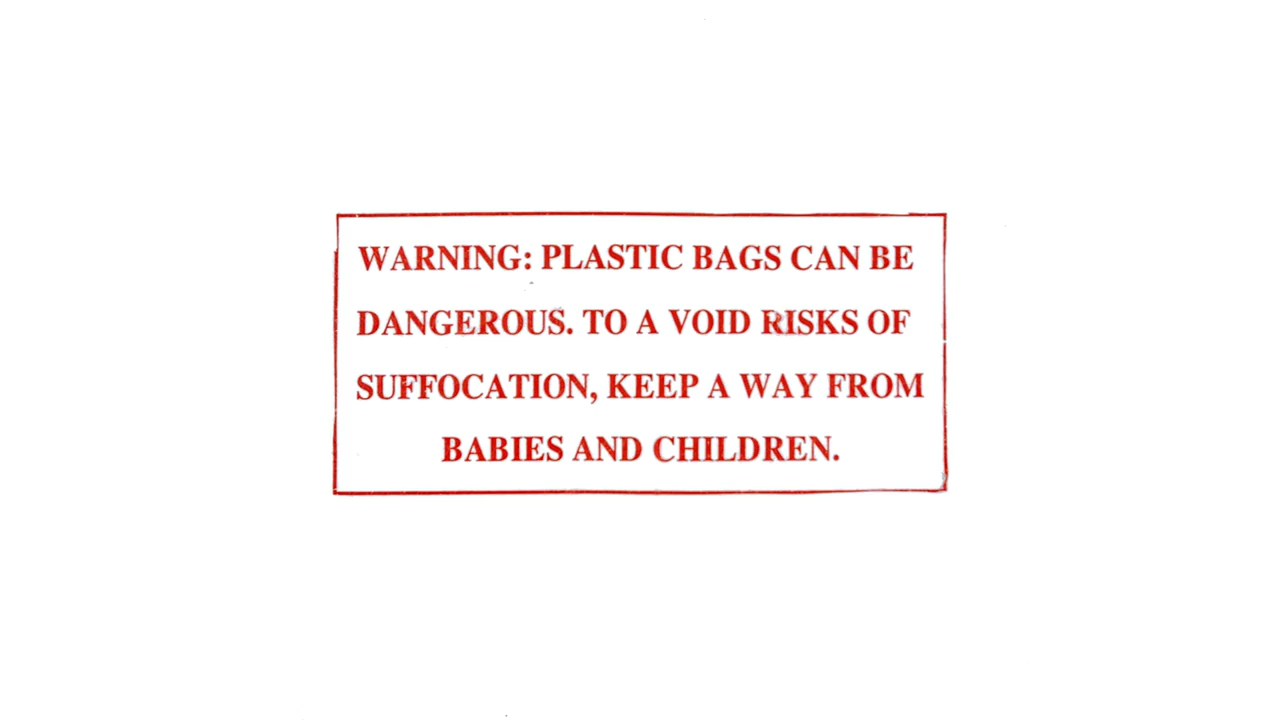 WARNING: PLASTIC BAGS CAN BE
DANGEROUS. TO A VOID RISKS OF
SUFFOCATION, KEEP A WAY FROM
BABIES AND CHILDREN.